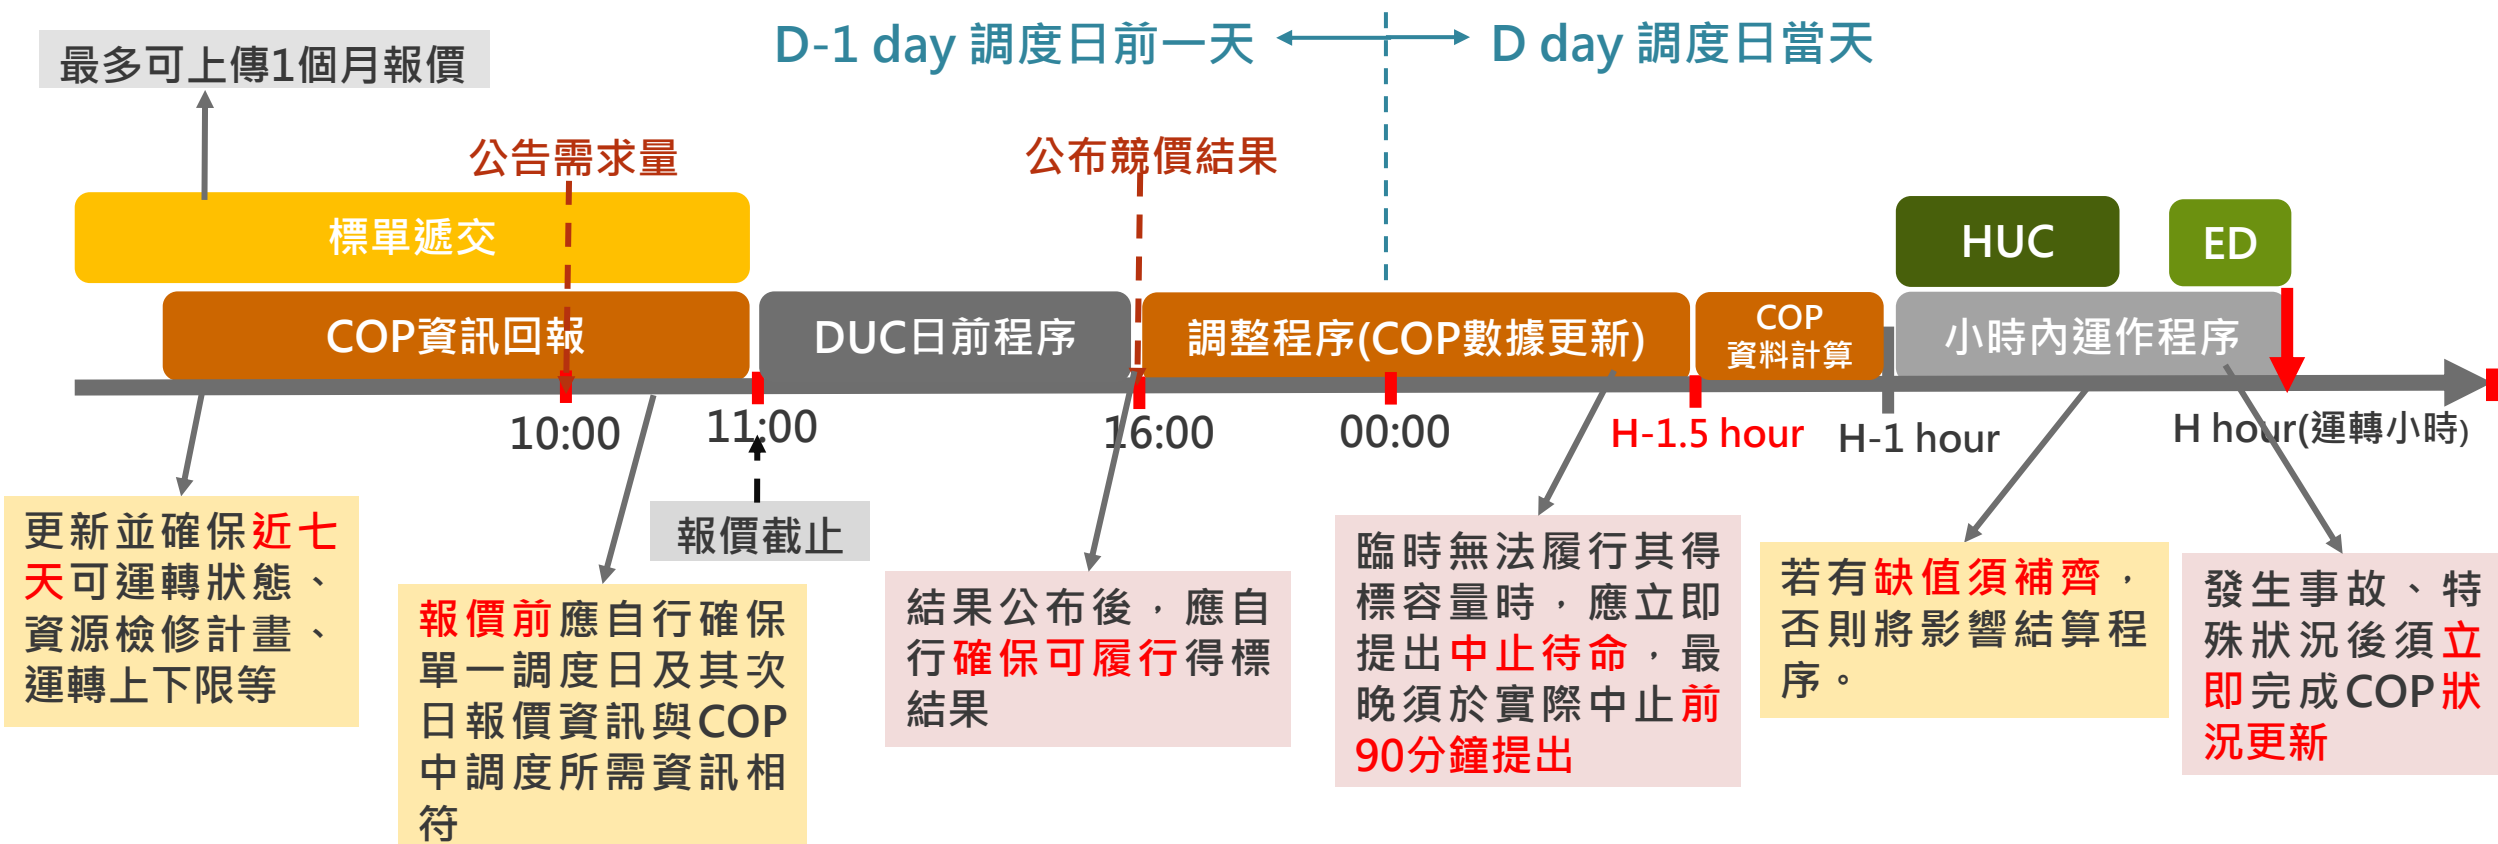 D-1 day 調度日前一天
D day 調度日當天
最多可上傳1個月報價
公告需求量
公布競價結果
標單遞交
HUC
ED
COP資訊回報
DUC日前程序
調整程序(COP數據更新)
COP
資料計算
小時內運作程序
10:00
11:00
16:00
00:00
H-1.5 hour
H-1 hour
H hour(運轉小時)
更新並確保近七
天可運轉狀態、
資源檢修計畫、
運轉上下限等
報價前應自行確保
單一調度日及其次
日報價資訊與COP
中調度所需資訊相
符
報價截止
結果公布後，應自
行確保可履行得標
結果
臨時無法履行其得
標容量時，應立即
提出中止待命，最
晚須於實際中止前
90分鐘提出
若有缺值須補齊，
否則將影響結算程
序。
發生事故、特
殊狀況後須立
即完成COP狀
況更新